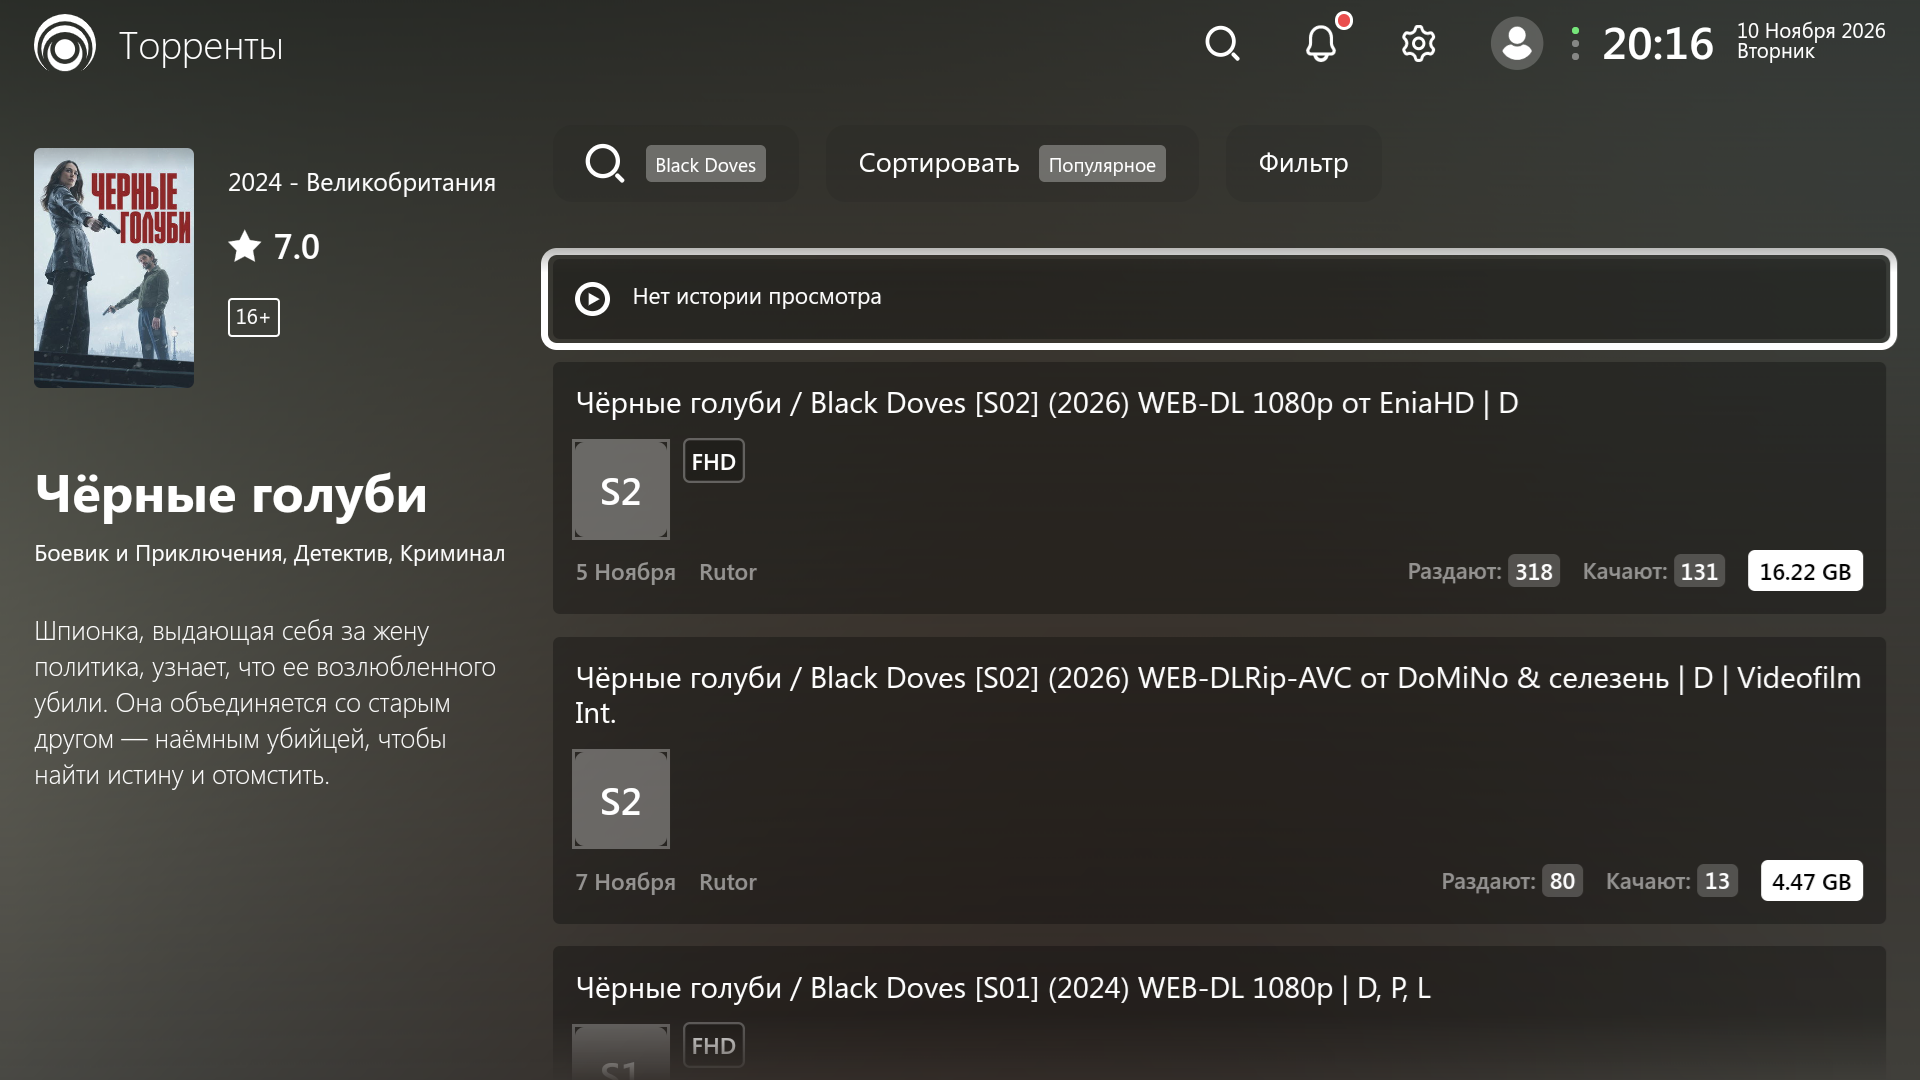 Торренты
20:16
10 Ноября 2026
Вторник
ЧЕРНЫЕ
ГОЛУБИ
2024 - Великобритания
7.0
16+
Чёрные голуби
Боевик и Приключения, Детектив, Криминал
Шпионка, выдающая себя за жену
политика, узнает, что ее возлюбленного
убили. Она объединяется со старым
другом — наёмным убийцей, чтобы
найти истину и отомстить.
Black Doves
Сортировать Популярное
Фильтр
Нет истории просмотра
Чёрные голуби / Black Doves [S02] (2026) WEB-DL 1080p от EniaHD | D
S2 FHD
5 Ноября Rutor Раздают: 318 Качают: 131 16.22 GB
Чёрные голуби / Black Doves [S02] (2026) WEB-DLRip-AVC от DoMiNo & селезень | D | Videofilm
Int.
S2
7 Ноября Rutor Раздают: 80 Качают: 13 4.47 GB
Чёрные голуби / Black Doves [S01] (2024) WEB-DL 1080p | D, P, L
S1 FHD